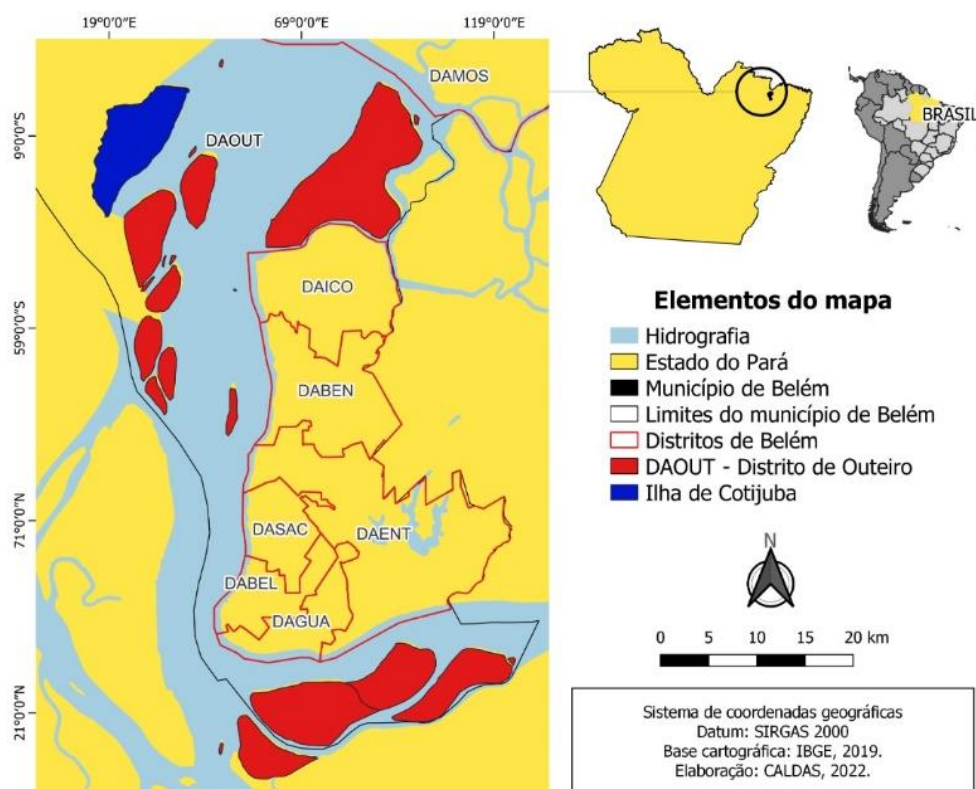 19°0'0"E
69°0'0"E
119°0'0"E
9°0'0"S
59°0'0"S
71°0'0"N
21°0'0"N
DAMOS
DAOUT
DAICO
DABEN
DASAC
DAENT
DABEL
DAGUA
BRASIL
Elementos do mapa
Hidrografia
Estado do Pará
Município de Belém
Limites do município de Belém
Distritos de Belém
DAOUT - Distrito de Outeiro
Ilha de Cotijuba
N
0 5 10 15 20 km
Sistema de coordenadas geográficas
Datum: SIRGAS 2000
Base cartográfica: IBGE, 2019.
Elaboração: CALDAS, 2022.